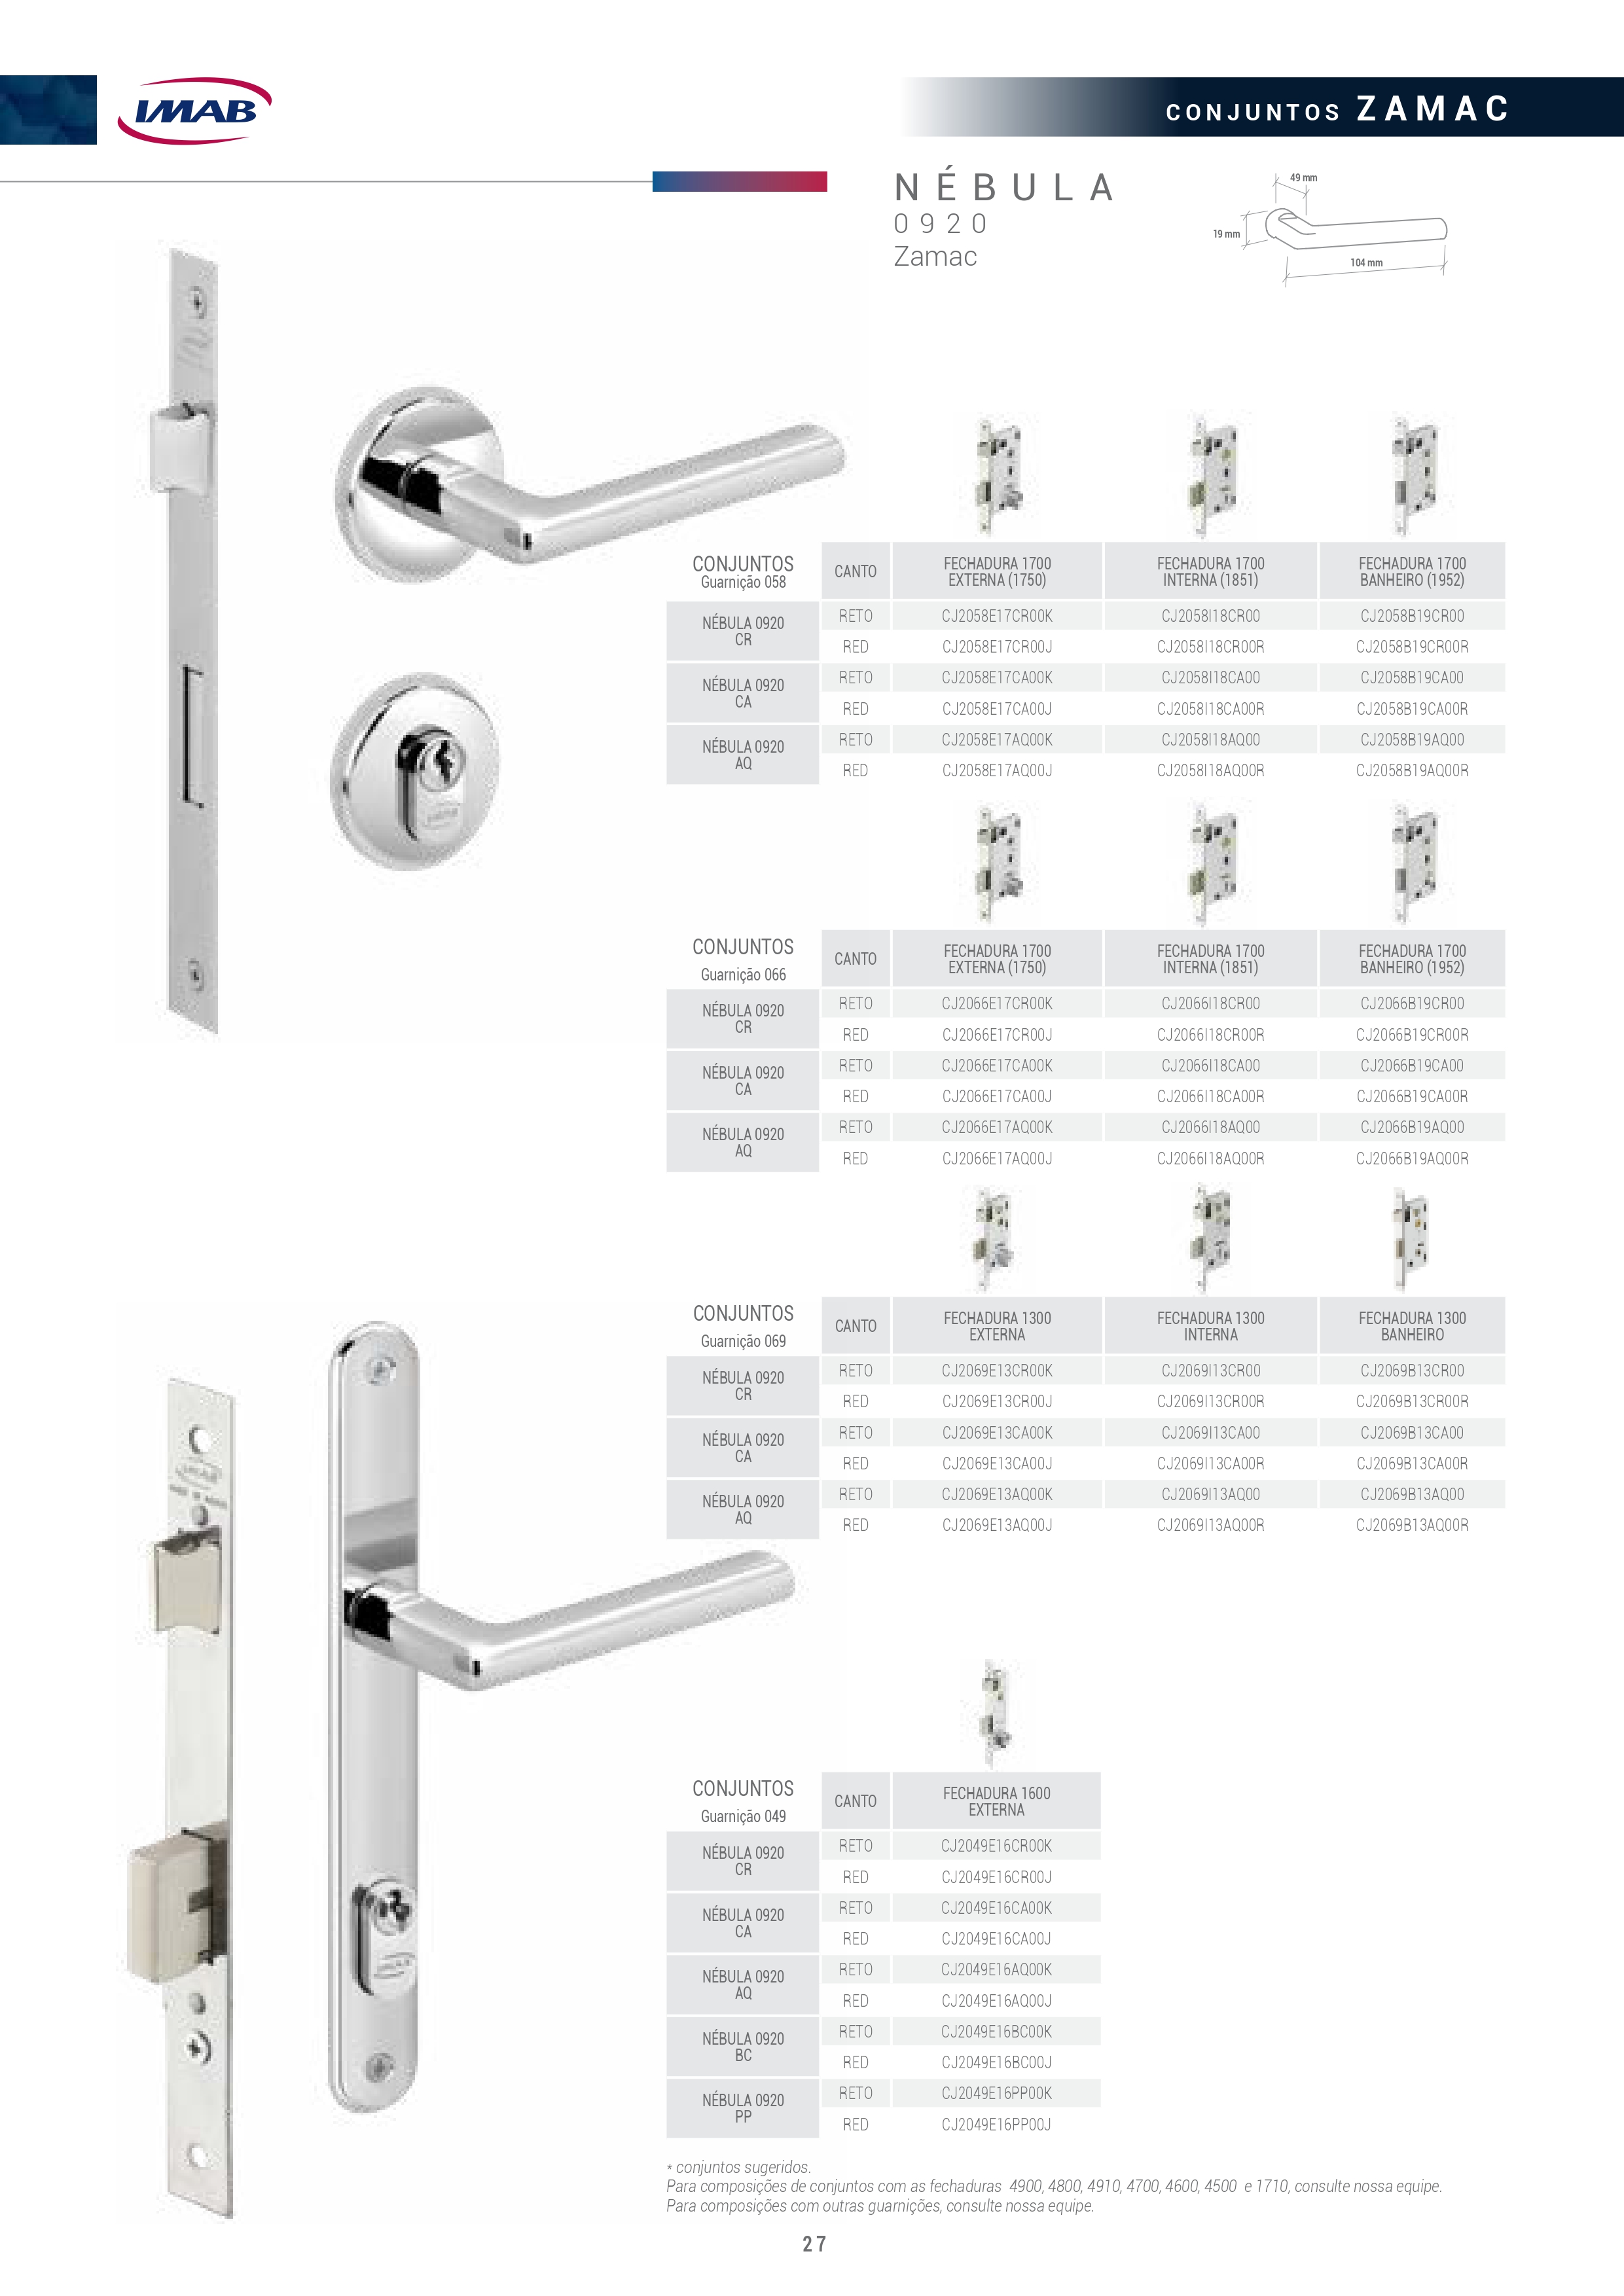 IMAB
CONJUNTOS ZAMAC
NÉBULA
0920
Zamac
49 mm
19 mm
104 mm
CONJUNTOS
Guarnição 058
CANTO
FECHADURA 1700
EXTERNA (1750)
FECHADURA 1700
INTERNA (1851)
FECHADURA 1700
BANHEIRO (1952)
NÉBULA 0920
CR
RETO CJ2058E17CR00K CJ2058I18CR00 CJ2058B19CR00
RED CJ2058E17CR00J CJ2058I18CR00R CJ2058B19CR00R
NÉBULA 0920
CA
RETO CJ2058E17CA00K CJ2058I18CA00 CJ2058B19CA00
RED CJ2058E17CA00J CJ2058I18CA00R CJ2058B19CA00R
NÉBULA 0920
AQ
RETO CJ2058E17AQ00K CJ2058I18AQ00 CJ2058B19AQ00
RED CJ2058E17AQ00J CJ2058I18AQ00R CJ2058B19AQ00R
CONJUNTOS
Guarnição 066
CANTO
FECHADURA 1700
EXTERNA (1750)
FECHADURA 1700
INTERNA (1851)
FECHADURA 1700
BANHEIRO (1952)
NÉBULA 0920
CR
RETO CJ2066E17CR00K CJ2066I18CR00 CJ2066B19CR00
RED CJ2066E17CR00J CJ2066I18CR00R CJ2066B19CR00R
NÉBULA 0920
CA
RETO CJ2066E17CA00K CJ2066I18CA00 CJ2066B19CA00
RED CJ2066E17CA00J CJ2066I18CA00R CJ2066B19CA00R
NÉBULA 0920
AQ
RETO CJ2066E17AQ00K CJ2066I18AQ00 CJ2066B19AQ00
RED CJ2066E17AQ00J CJ2066I18AQ00R CJ2066B19AQ00R
CONJUNTOS
Guarnição 069
CANTO
FECHADURA 1300
EXTERNA
FECHADURA 1300
INTERNA
FECHADURA 1300
BANHEIRO
NÉBULA 0920
CR
RETO CJ2069E13CR00K CJ2069I13CR00 CJ2069B13CR00
RED CJ2069E13CR00J CJ2069I13CR00R CJ2069B13CR00R
NÉBULA 0920
CA
RETO CJ2069E13CA00K CJ2069I13CA00 CJ2069B13CA00
RED CJ2069E13CA00J CJ2069I13CA00R CJ2069B13CA00R
NÉBULA 0920
AQ
RETO CJ2069E13AQ00K CJ2069I13AQ00 CJ2069B13AQ00
RED CJ2069E13AQ00J CJ2069I13AQ00R CJ2069B13AQ00R
CONJUNTOS
Guarnição 049
CANTO
FECHADURA 1600
EXTERNA
NÉBULA 0920
CR
RETO CJ2049E16CR00K
RED CJ2049E16CR00J
NÉBULA 0920
CA
RETO CJ2049E16CA00K
RED CJ2049E16CA00J
NÉBULA 0920
AQ
RETO CJ2049E16AQ00K
RED CJ2049E16AQ00J
NÉBULA 0920
BC
RETO CJ2049E16BC00K
RED CJ2049E16BC00J
NÉBULA 0920
PP
RETO CJ2049E16PP00K
RED CJ2049E16PP00J
* conjuntos sugeridos.
Para composições de conjuntos com as fechaduras 4900, 4800, 4910, 4700, 4600, 4500 e 1710, consulte nossa equipe.
Para composições com outras guarnições, consulte nossa equipe.
27